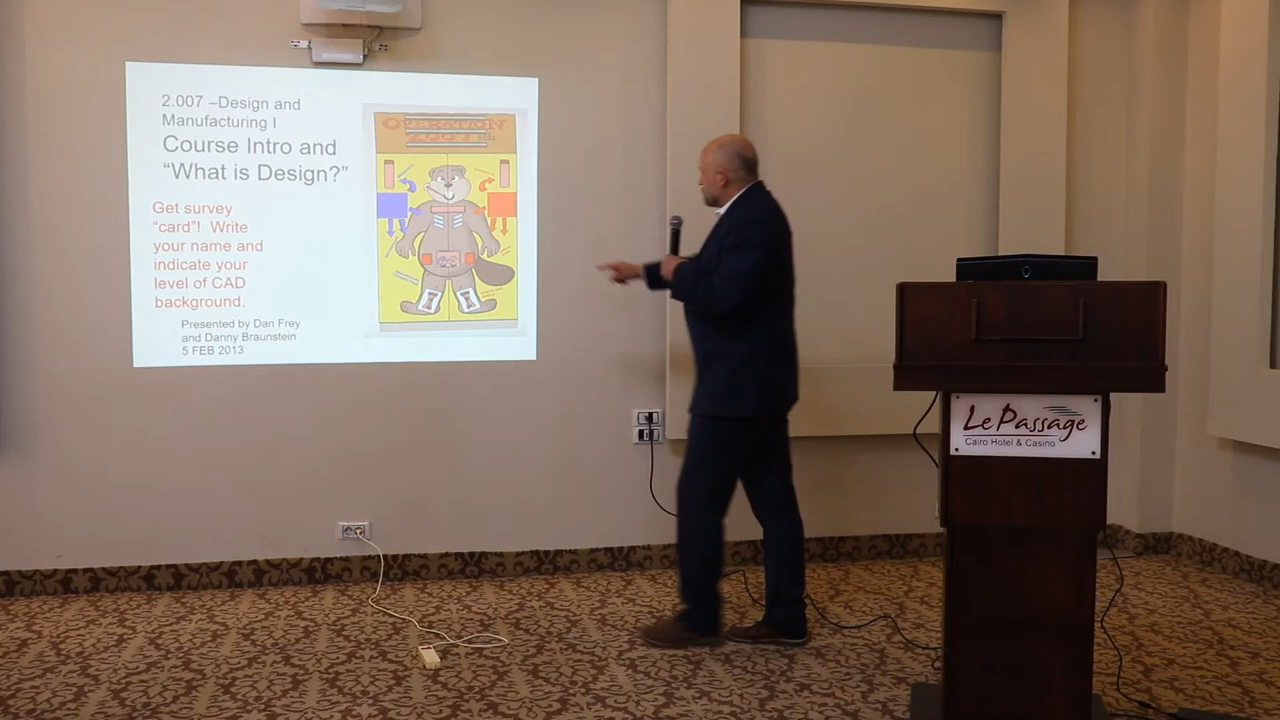 2.007 –Design and
Manufacturing I
Course Intro and
“What is Design?”
Get survey
“card”! Write
your name and
indicate your
level of CAD
background.
Presented by Dan Frey
and Danny Braunstein
5 FEB 2013
OPERATION
Le Passage
Cairo Hotel & Casino